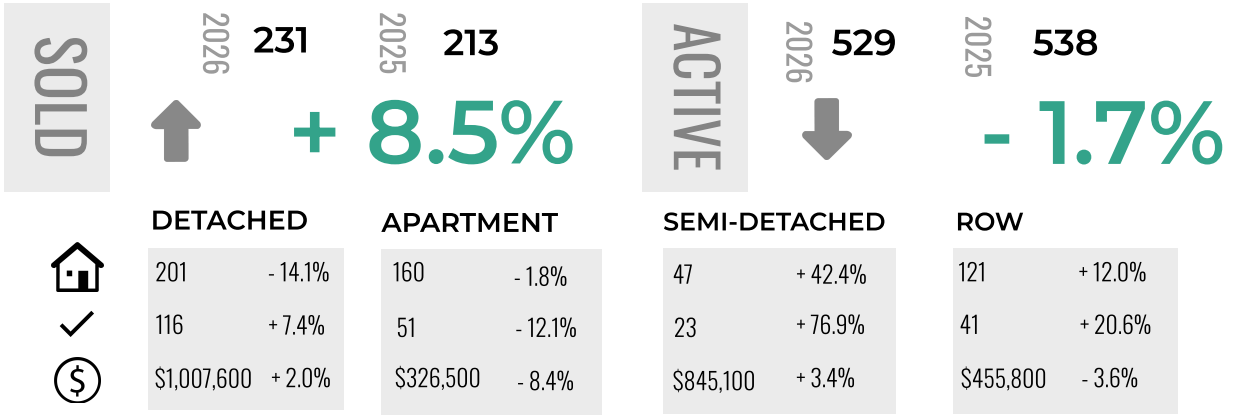 SOLD
2026 231 2025 213
+ 8.5%
ACTIVE
2026 529 2025 538
- 1.7%
DETACHED APARTMENT SEMI-DETACHED ROW
201 - 14.1% 160 - 1.8% 47 + 42.4% 121 + 12.0%
116 + 7.4% 51 - 12.1% 23 + 76.9% 41 + 20.6%
$1,007,600 + 2.0% $326,500 - 8.4% $845,100 + 3.4% $455,800 - 3.6%
$